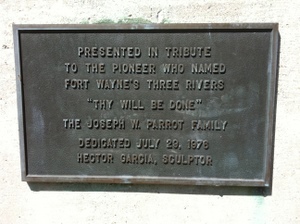 PRESENTED IN TRIBUTE
TO THE PIONEER WHO NAMED
FORT WAYNE'S THREE RIVERS
"THY WILL BE DONE"
THE JOSEPH W. PARROT FAMILY
DEDICATED JULY 29, 1976
HECTOR GARCIA, SCULPTOR